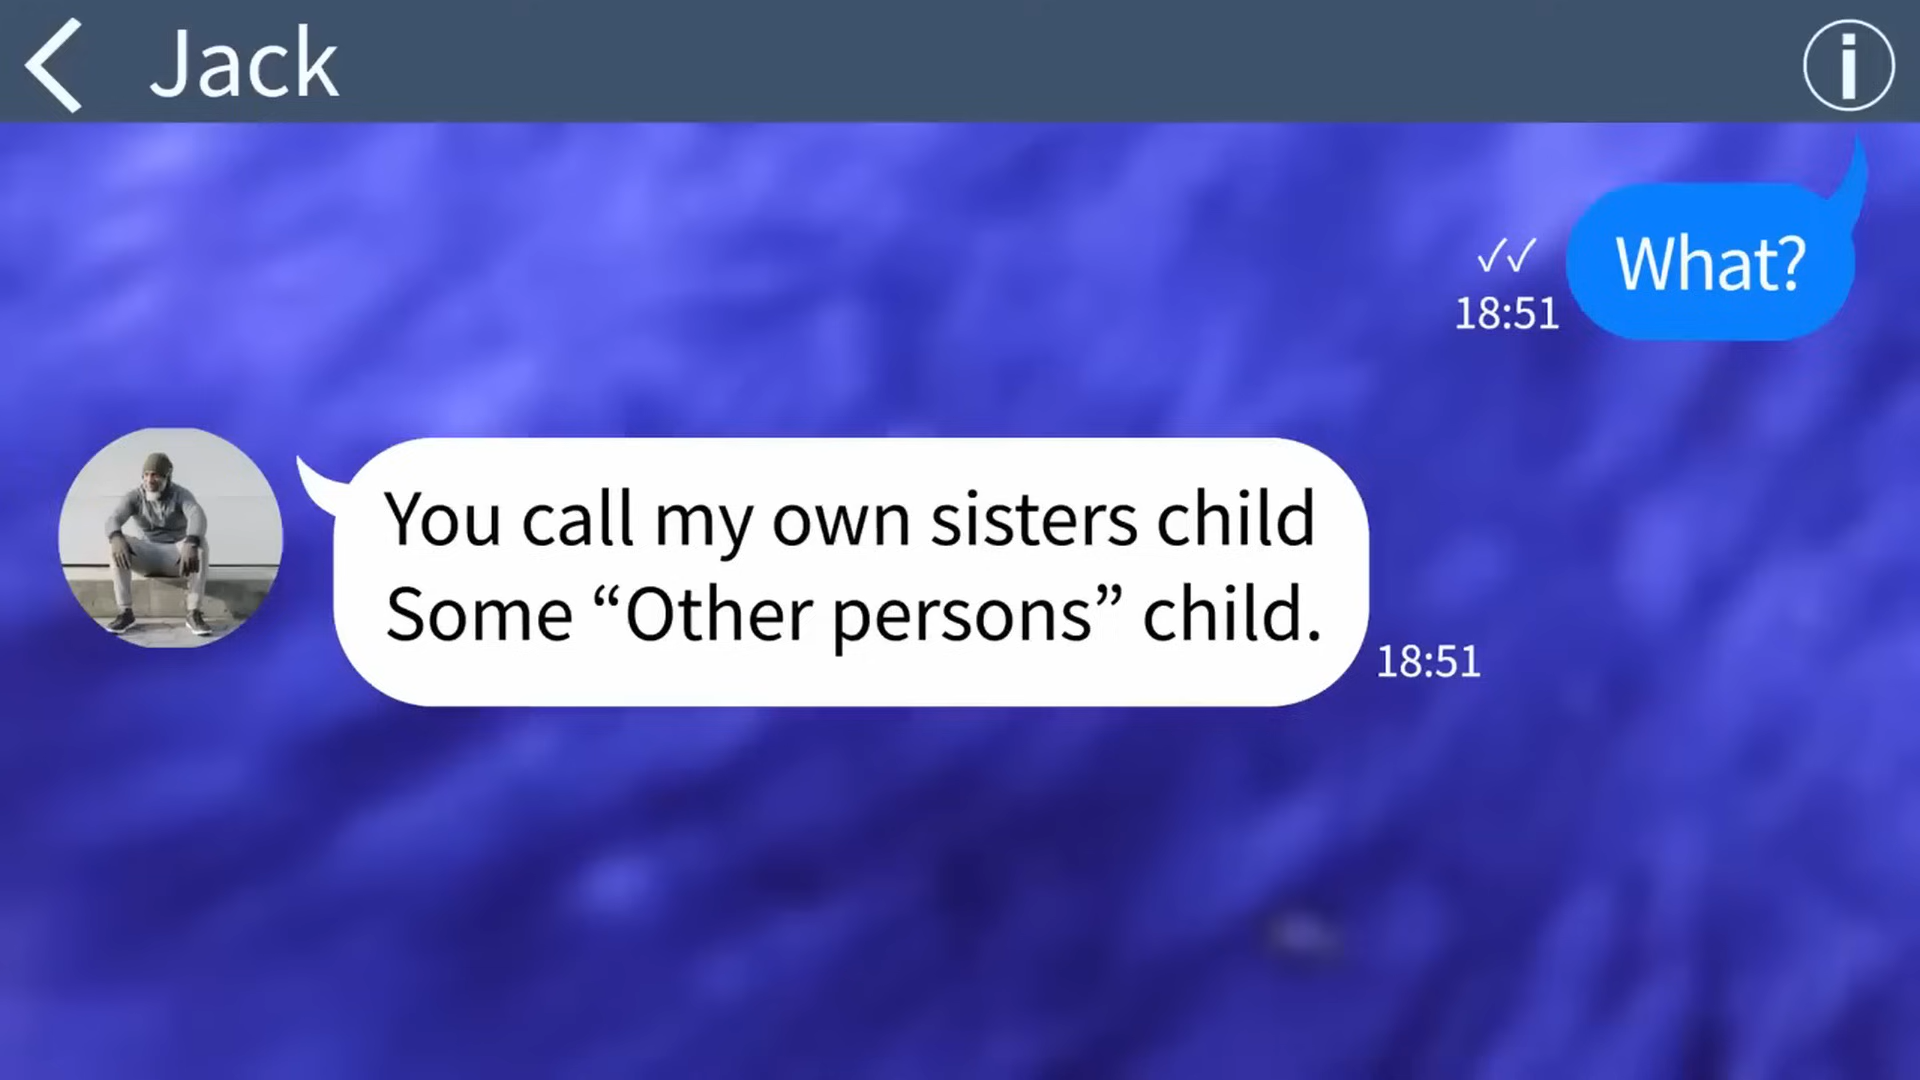 Jack
What?
✓✓
18:51
You call my own sisters child
Some “Other persons” child.
18:51